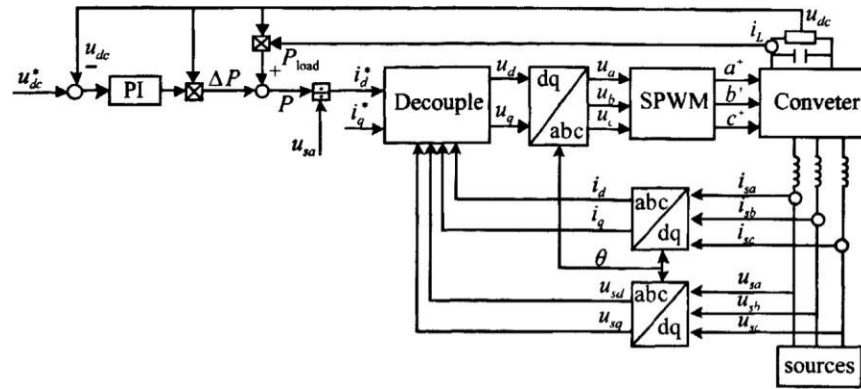 u_dc
i_L
u_dc
P_load
u*_dc
−
PI
ΔP
+
P
÷
i*_d
i*_q
u_sa
Decouple
u_d
u_q
dq
abc
u_a
u_b
u_c
SPWM
a+
b+
c+
Conveter
i_d
i_q
abc
dq
i_sa
i_sb
i_sc
θ
u_sd
u_sq
abc
dq
u_sa
u_sb
u_sc
sources